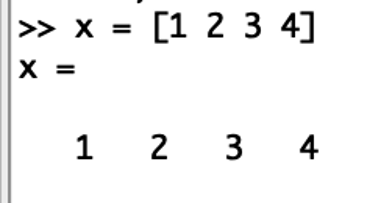 >> x = [1 2 3 4]
x =
1 2 3 4